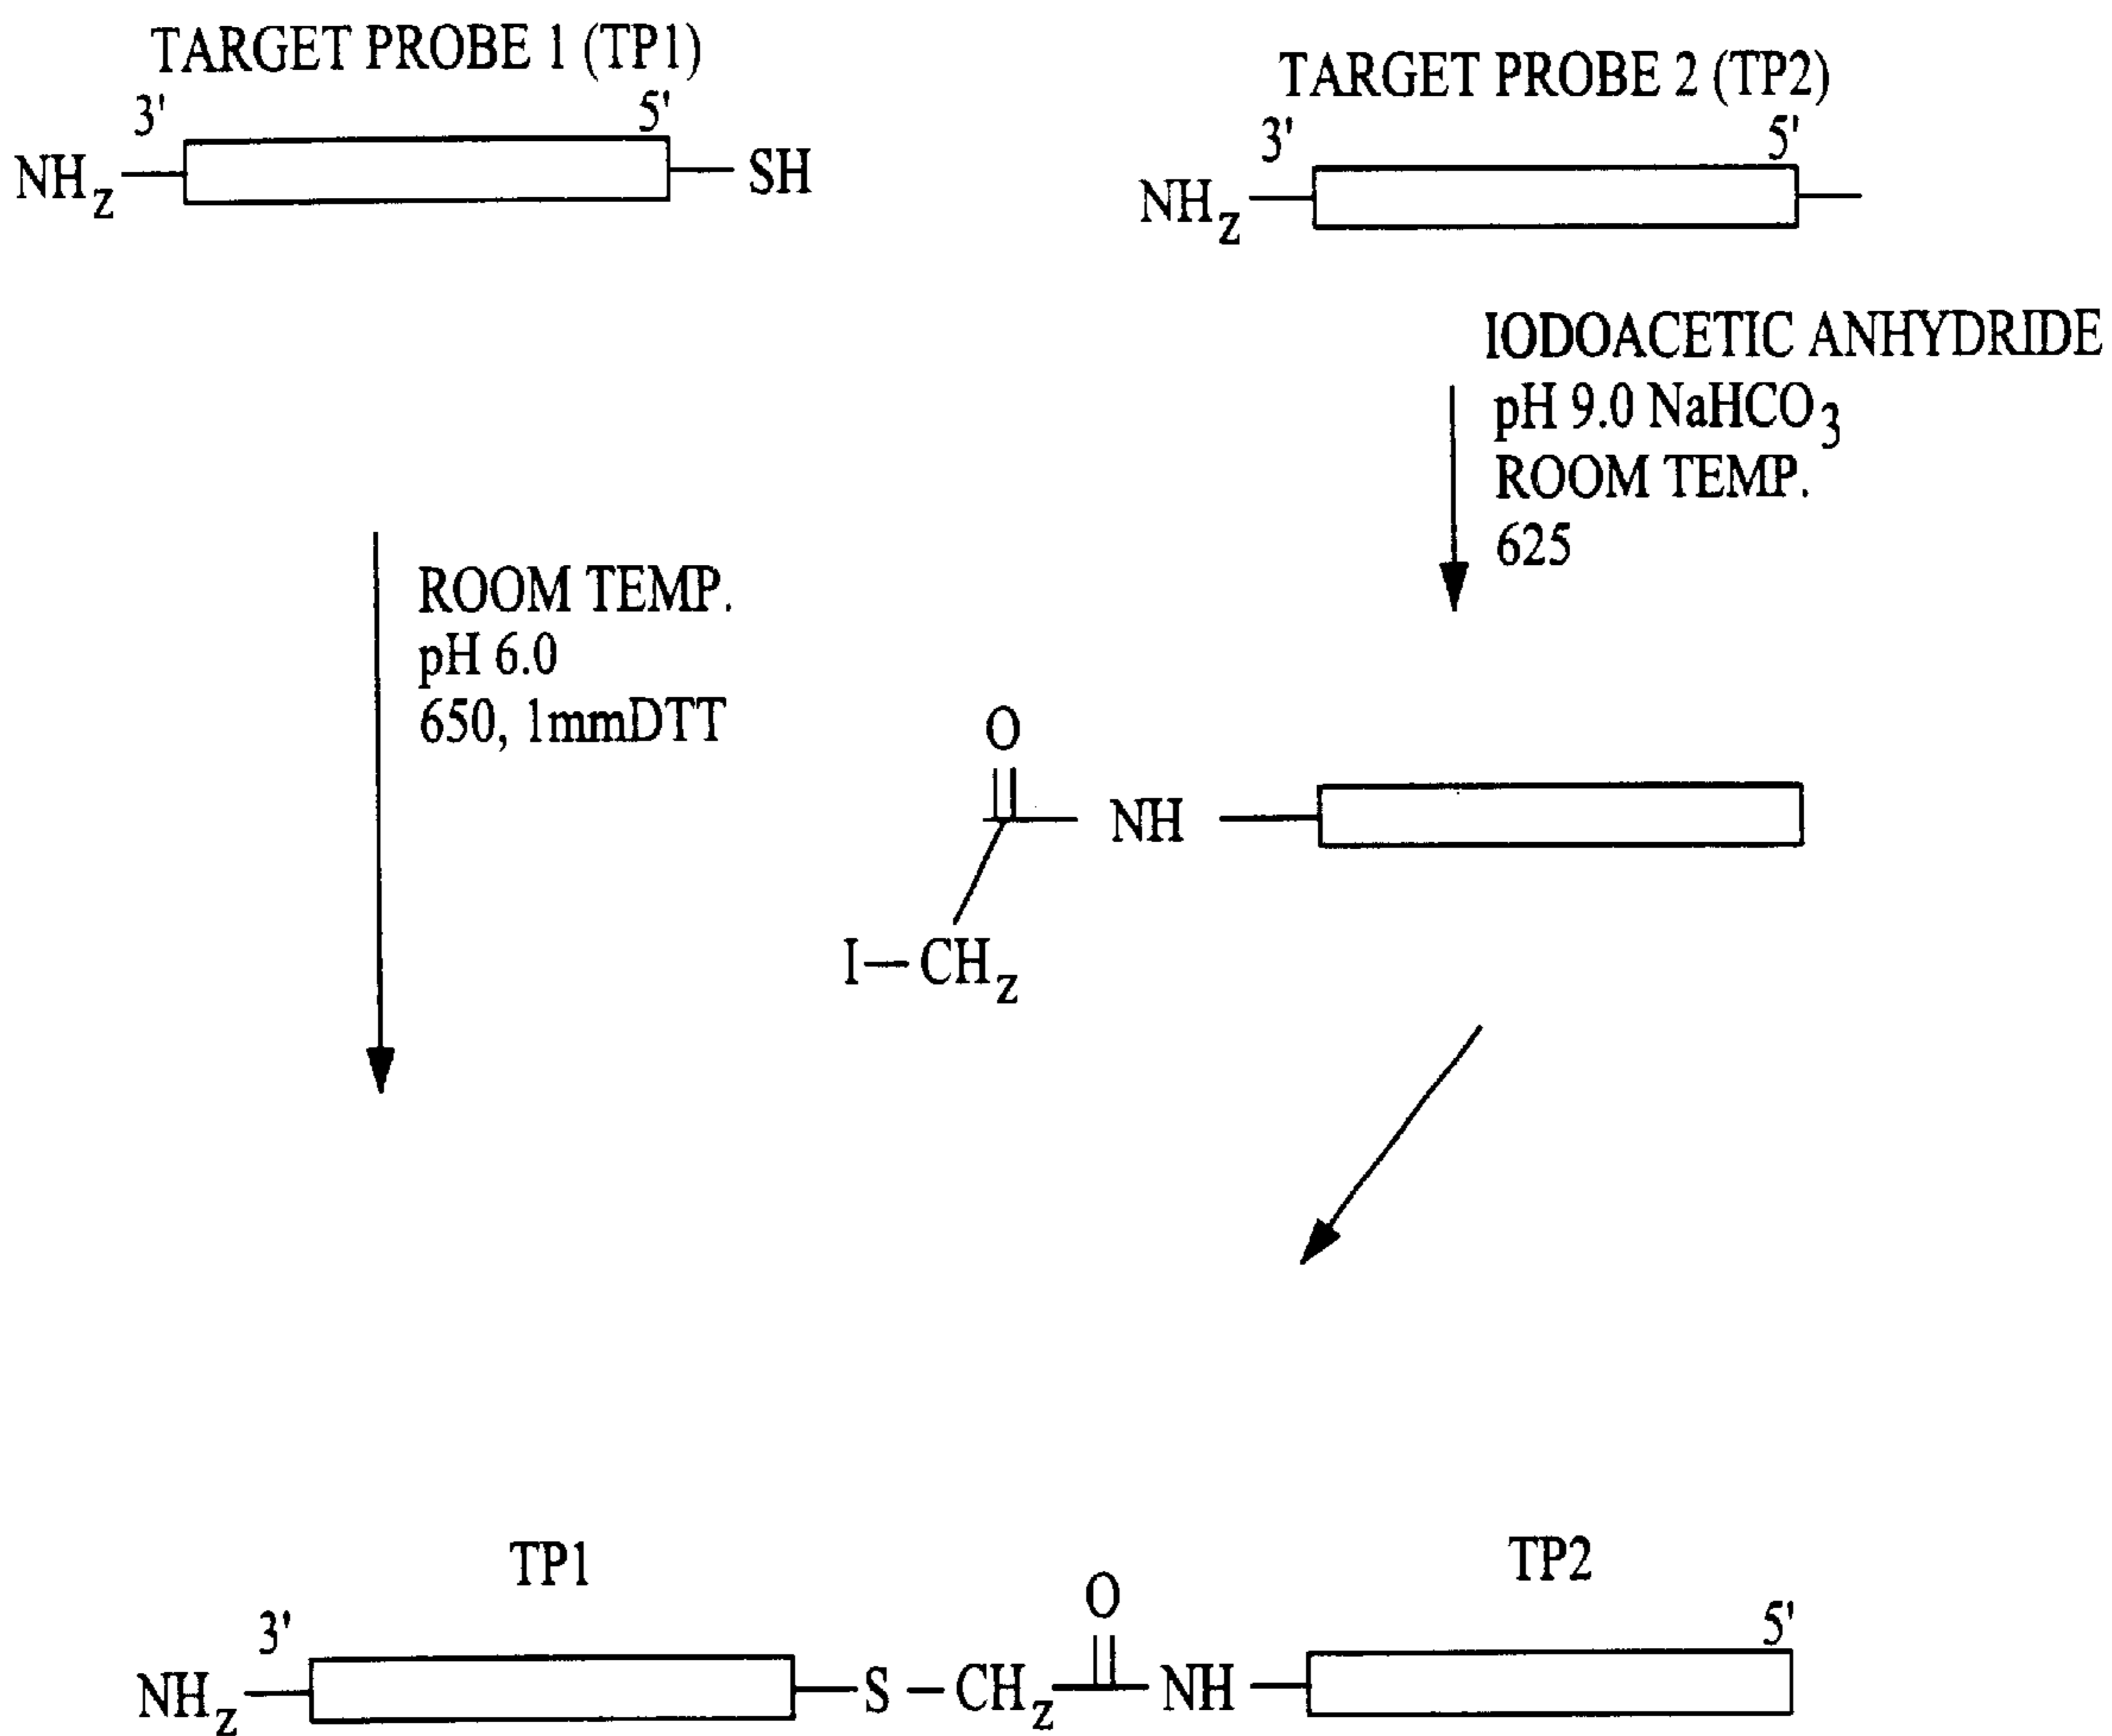 TARGET PROBE 1 (TP1)
3' 5'
NHz SH
TARGET PROBE 2 (TP2)
3' 5'
NHz
IODOACETIC ANHYDRIDE
pH 9.0 NaHCO3
ROOM TEMP.
625
ROOM TEMP.
pH 6.0
650, 1mmDTT
O
NH
I-CHz
TP1
TP2
3'
O
5'
NHz S-CHz NH